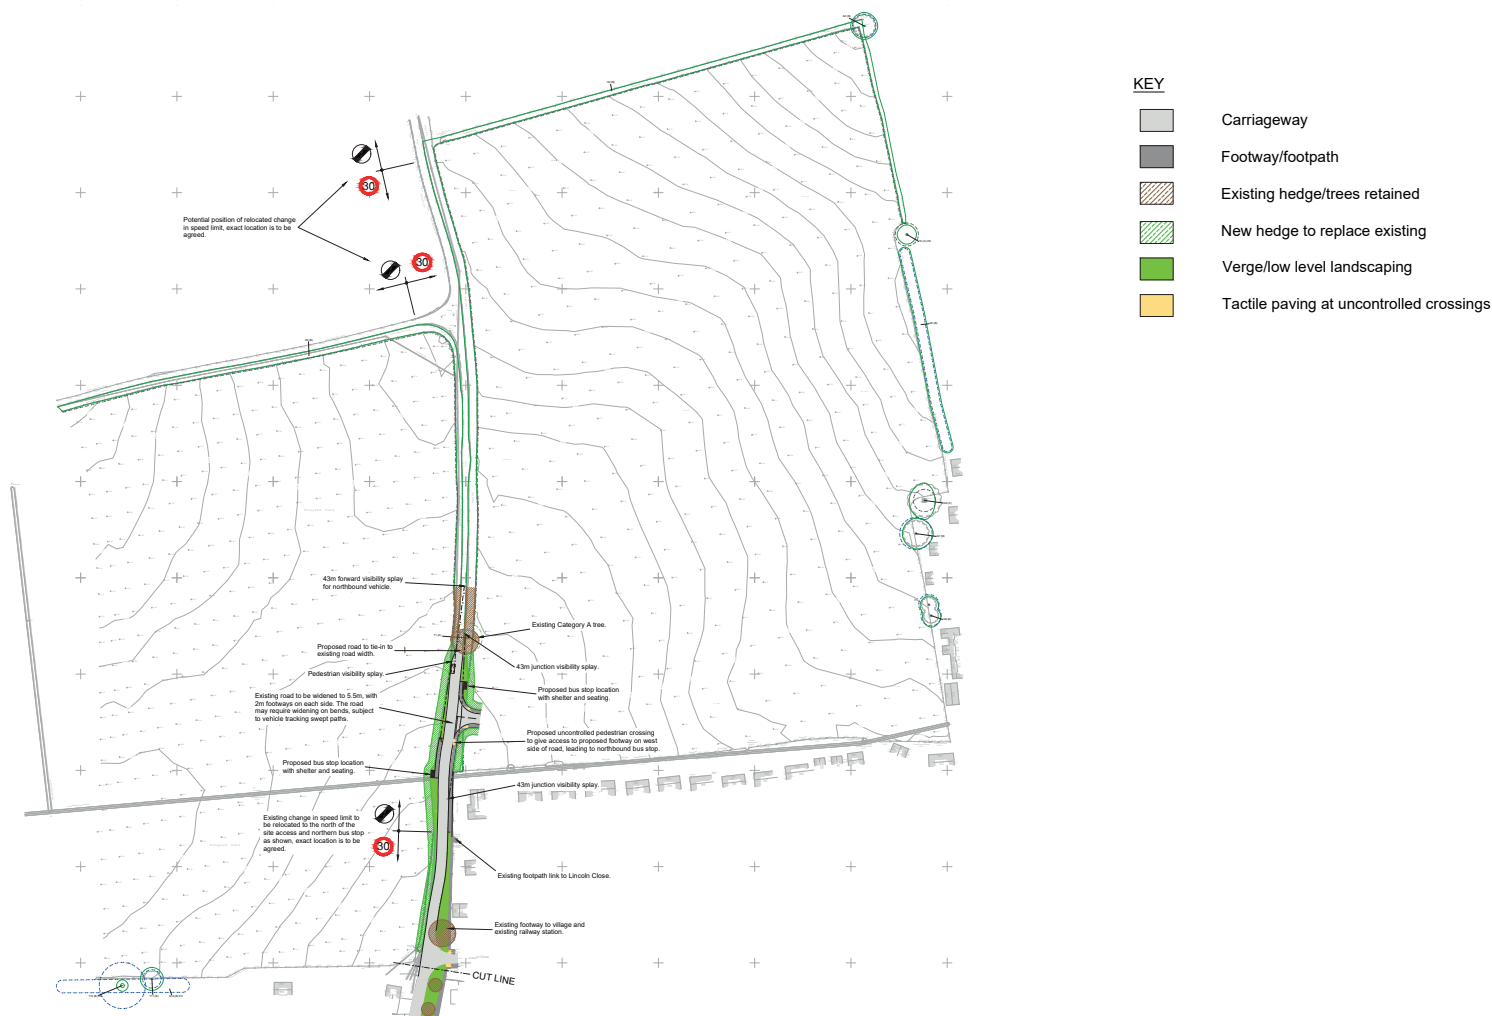 KEY
Carriageway
Footway/footpath
Existing hedge/trees retained
New hedge to replace existing
Verge/low level landscaping
Tactile paving at uncontrolled crossings
30
Potential position of relocated change
in speed limit, exact location is to be
agreed.
30
43m forward visibility splay
for northbound vehicle.
Existing Category A tree.
Proposed road to tie-in to
existing road width.
43m junction visibility splay.
Pedestrian visibility splay.
Proposed bus stop location
with shelter and seating.
Existing road to be widened to 5.5m, with
2m footways on each side. The road
may require widening on bends, subject
to vehicle tracking swept paths.
Proposed uncontrolled pedestrian crossing
to give access to proposed footway on west
side of road, leading to northbound bus stop.
Proposed bus stop location
with shelter and seating.
43m junction visibility splay.
Existing change in speed limit to
be relocated to the north of the
site access and northern bus stop
as shown, exact location is to be
agreed.
30
Existing footpath link to Lincoln Close.
Existing footway to village and
existing railway station.
CUT LINE